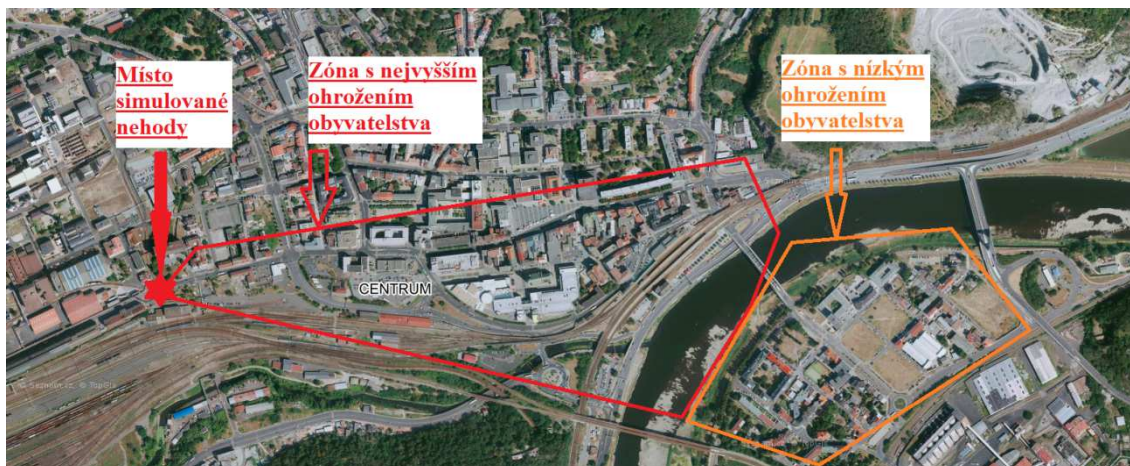 Místo
simulované
nehody
Zóna s nejvyšším
ohrožením
obyvatelstva
Zóna s nízkým
ohrožením
obyvatelstva
CENTRUM
© Seznam.cz, © TopGis